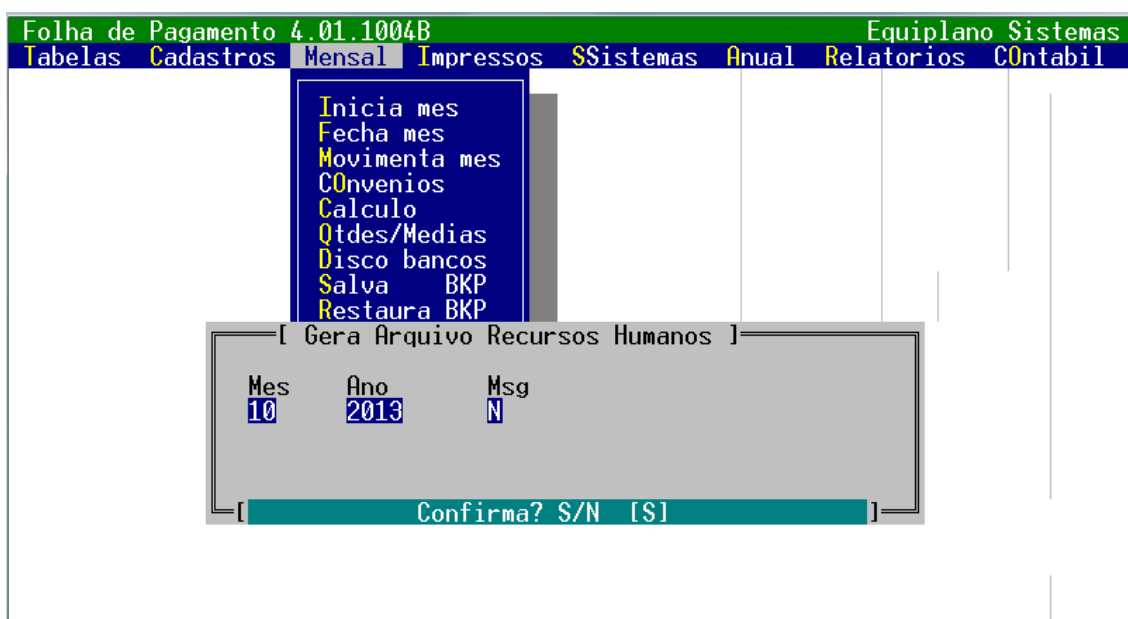 Folha de Pagamento 4.01.1004B Equiplano Sistemas
Tabelas Cadastros Mensal Impressos SSistemas Anual Relatorios COntabil
Inicia mes
Fecha mes
Movimenta mes
COnvenios
Calculo
Qtdes/Medias
Disco bancos
Salva BKP
Restaura BKP
[ Gera Arquivo Recursos Humanos ]
Mes Ano Msg
10 2013 N
[ Confirma? S/N [S] ]